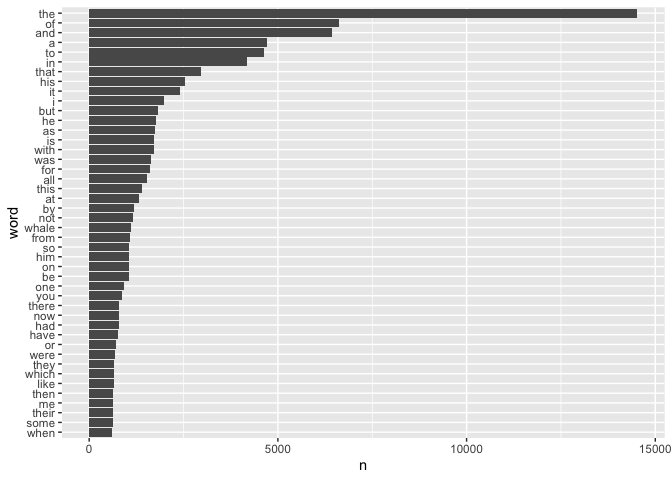 the
of
and
a
to
in
that
his
it
i
but
he
as
is
with
was
for
all
this
at
by
not
whale
from
so
him
on
be
one
you
there
now
had
have
or
were
they
which
like
then
me
their
some
when
word
0 5000 10000 15000
n